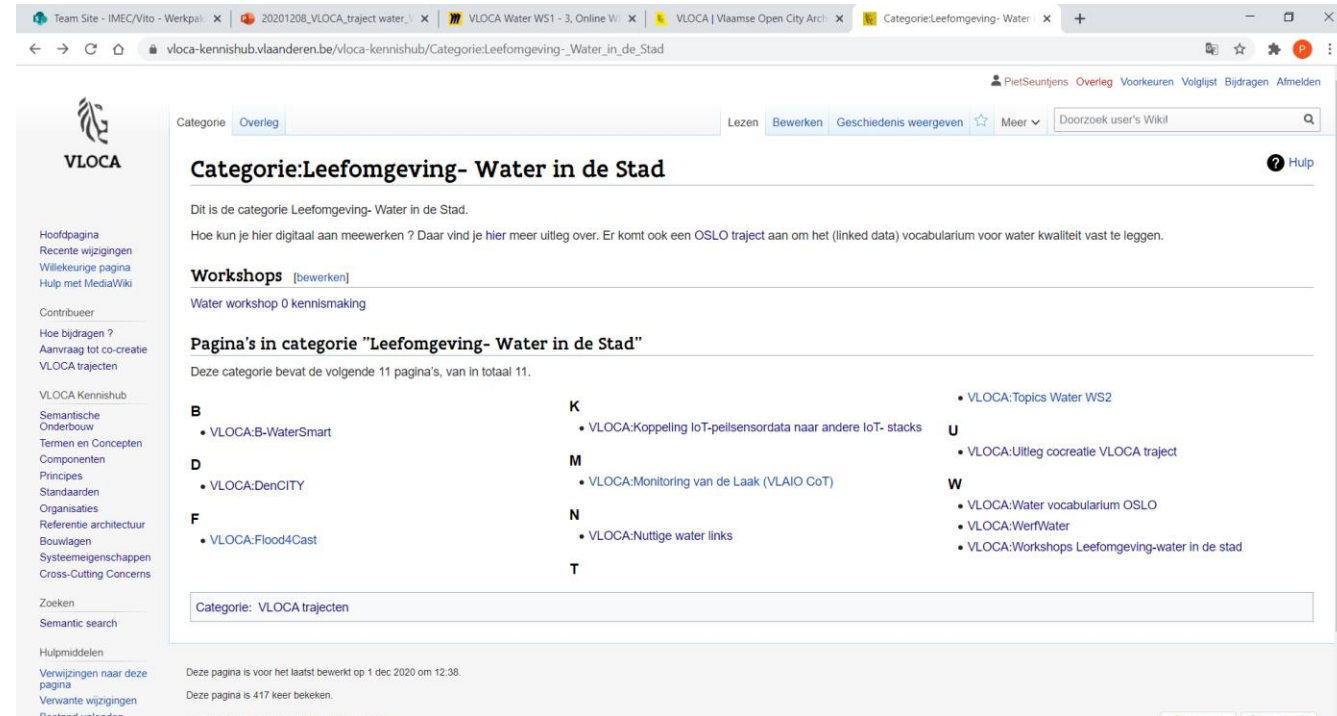 Team Site - IMEC/Vito - Werkpak
20201208_VLOCA_traject water_
VLOCA Water WS1 - 3, Online W
VLOCA | Vlaamse Open City Arch
Categorie:Leefomgeving- Water
vloca-kennishub.vlaanderen.be/vloca-kennishub/Categorie:Leefomgeving-_Water_in_de_Stad
P
PietSeuntjens Overleg Voorkeuren Volglijst Bijdragen Afmelden
Categorie Overleg
Lezen Bewerken Geschiedenis weergeven Meer
Doorzoek user's Wiki!
VLOCA
Categorie:Leefomgeving- Water in de Stad
Hulp
Dit is de categorie Leefomgeving- Water in de Stad.
Hoe kun je hier digitaal aan meewerken ? Daar vind je hier meer uitleg over. Er komt ook een OSLO traject aan om het (linked data) vocabularium voor water kwaliteit vast te leggen.
Workshops [bewerken]
Water workshop 0 kennismaking
Pagina's in categorie "Leefomgeving- Water in de Stad"
Deze categorie bevat de volgende 11 pagina's, van in totaal 11.
B
VLOCA:B-WaterSmart
D
VLOCA:DenCITY
F
VLOCA:Flood4Cast
K
VLOCA:Koppeling IoT-peilsensordata naar andere IoT- stacks
M
VLOCA:Monitoring van de Laak (VLAIO CoT)
N
VLOCA:Nuttige water links
T
VLOCA:Topics Water WS2
U
VLOCA:Uitleg cocreatie VLOCA traject
W
VLOCA:Water vocabularium OSLO
VLOCA:WerfWater
VLOCA:Workshops Leefomgeving-water in de stad
Categorie: VLOCA trajecten
Deze pagina is voor het laatst bewerkt op 1 dec 2020 om 12:38.
Deze pagina is 417 keer bekeken.
Hoofdpagina
Recente wijzigingen
Willekeurige pagina
Hulp met MediaWiki
Contribueer
Hoe bijdragen ?
Aanvraag tot co-creatie
VLOCA trajecten
VLOCA Kennishub
Semantische
Onderbouw
Termen en Concepten
Componenten
Principes
Standaarden
Organisaties
Referentie architectuur
Bouwlagen
Systeemeigenschappen
Cross-Cutting Concerns
Zoeken
Semantic search
Hulpmiddelen
Verwijzingen naar deze
pagina
Verwante wijzigingen